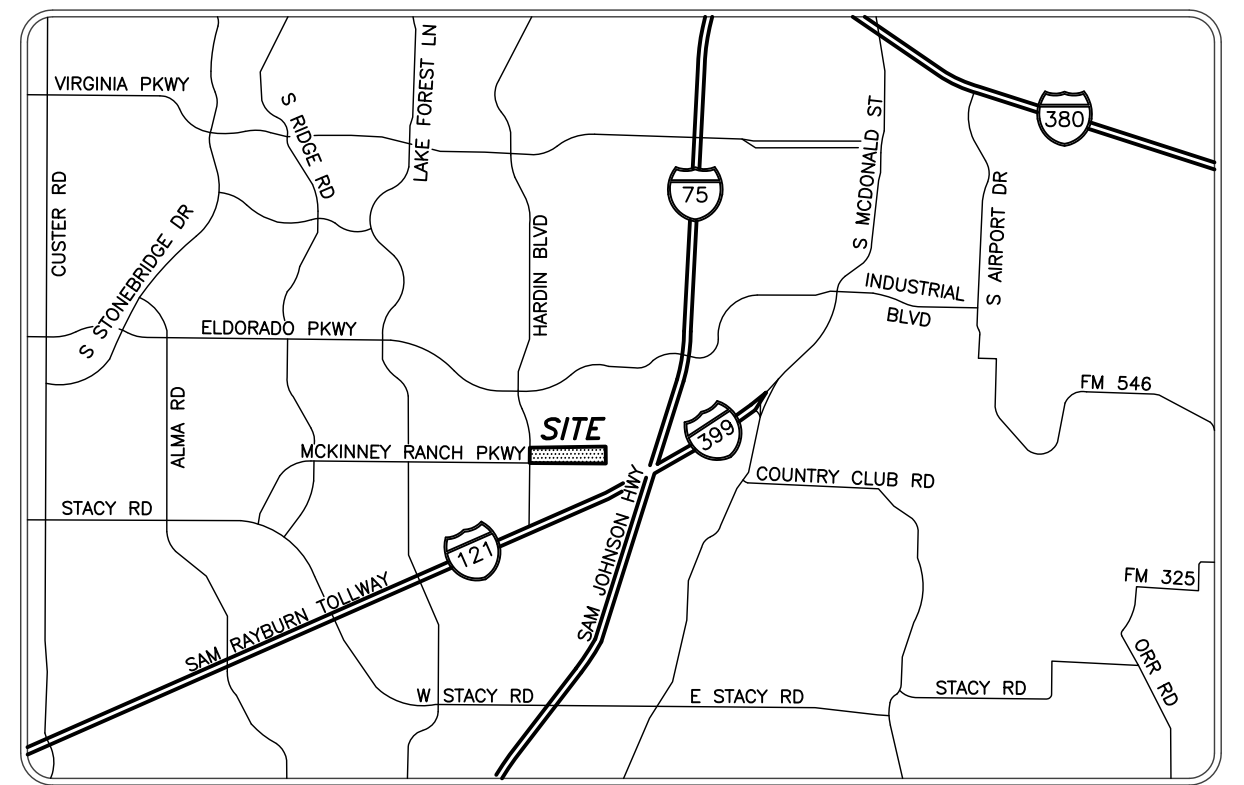 VIRGINIA PKWY
S RIDGE RD
LAKE FOREST LN
S MCDONALD ST
380
75
CUSTER RD
S STONEBRIDGE DR
HARDIN BLVD
S AIRPORT DR
INDUSTRIAL
BLVD
ELDORADO PKWY
ALMA RD
FM 546
SITE
399
MCKINNEY RANCH PKWY
COUNTRY CLUB RD
STACY RD
121
SAM JOHNSON HWY
FM 325
SAM RAYBURN TOLLWAY
ORR RD
W STACY RD
E STACY RD
STACY RD